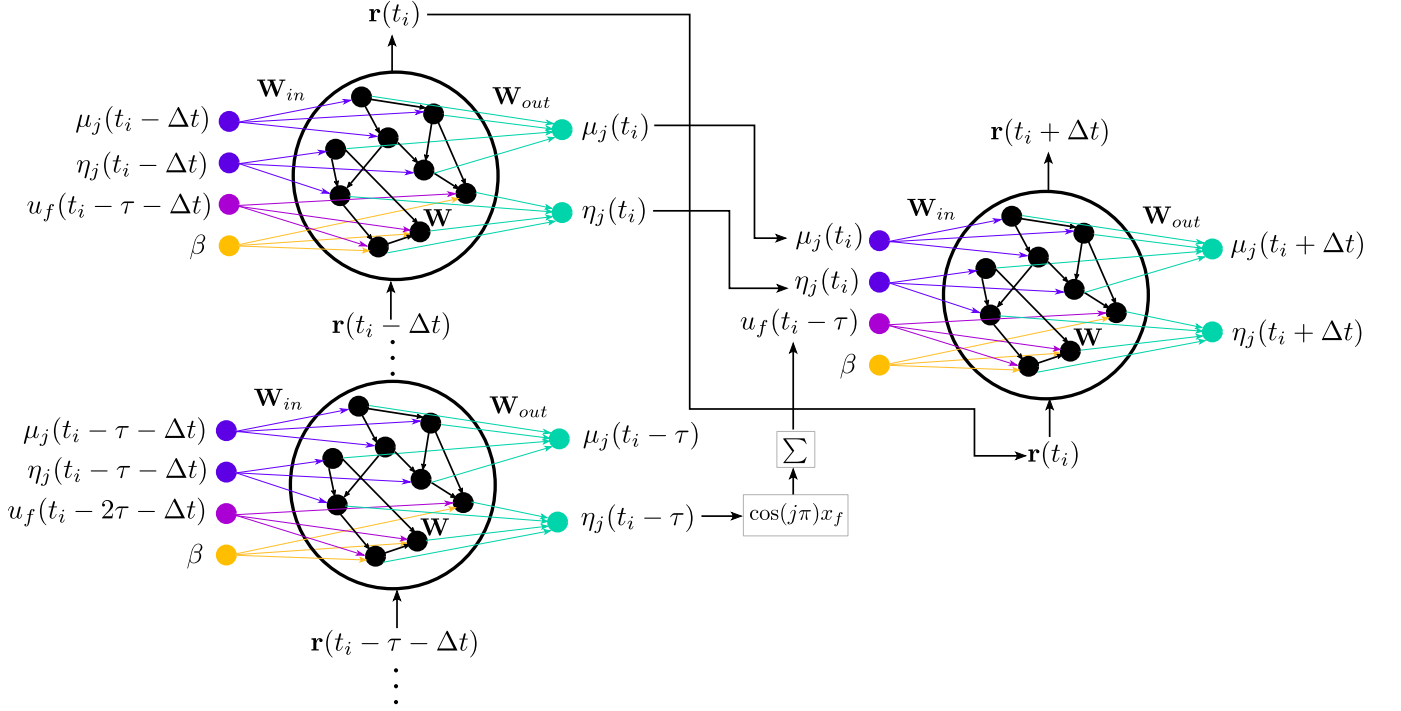 r(t_i)
W_in
W_out
μ_j(t_i − Δt)
η_j(t_i − Δt)
u_f(t_i − τ − Δt)
β
W
μ_j(t_i)
η_j(t_i)
r(t_i − Δt)
W_in
W_out
μ_j(t_i − τ − Δt)
η_j(t_i − τ − Δt)
u_f(t_i − 2τ − Δt)
β
W
μ_j(t_i − τ)
η_j(t_i − τ)
r(t_i − τ − Δt)
cos(jπ)x_f
∑
r(t_i + Δt)
W_in
W_out
μ_j(t_i)
η_j(t_i)
u_f(t_i − τ)
β
W
μ_j(t_i + Δt)
η_j(t_i + Δt)
r(t_i)